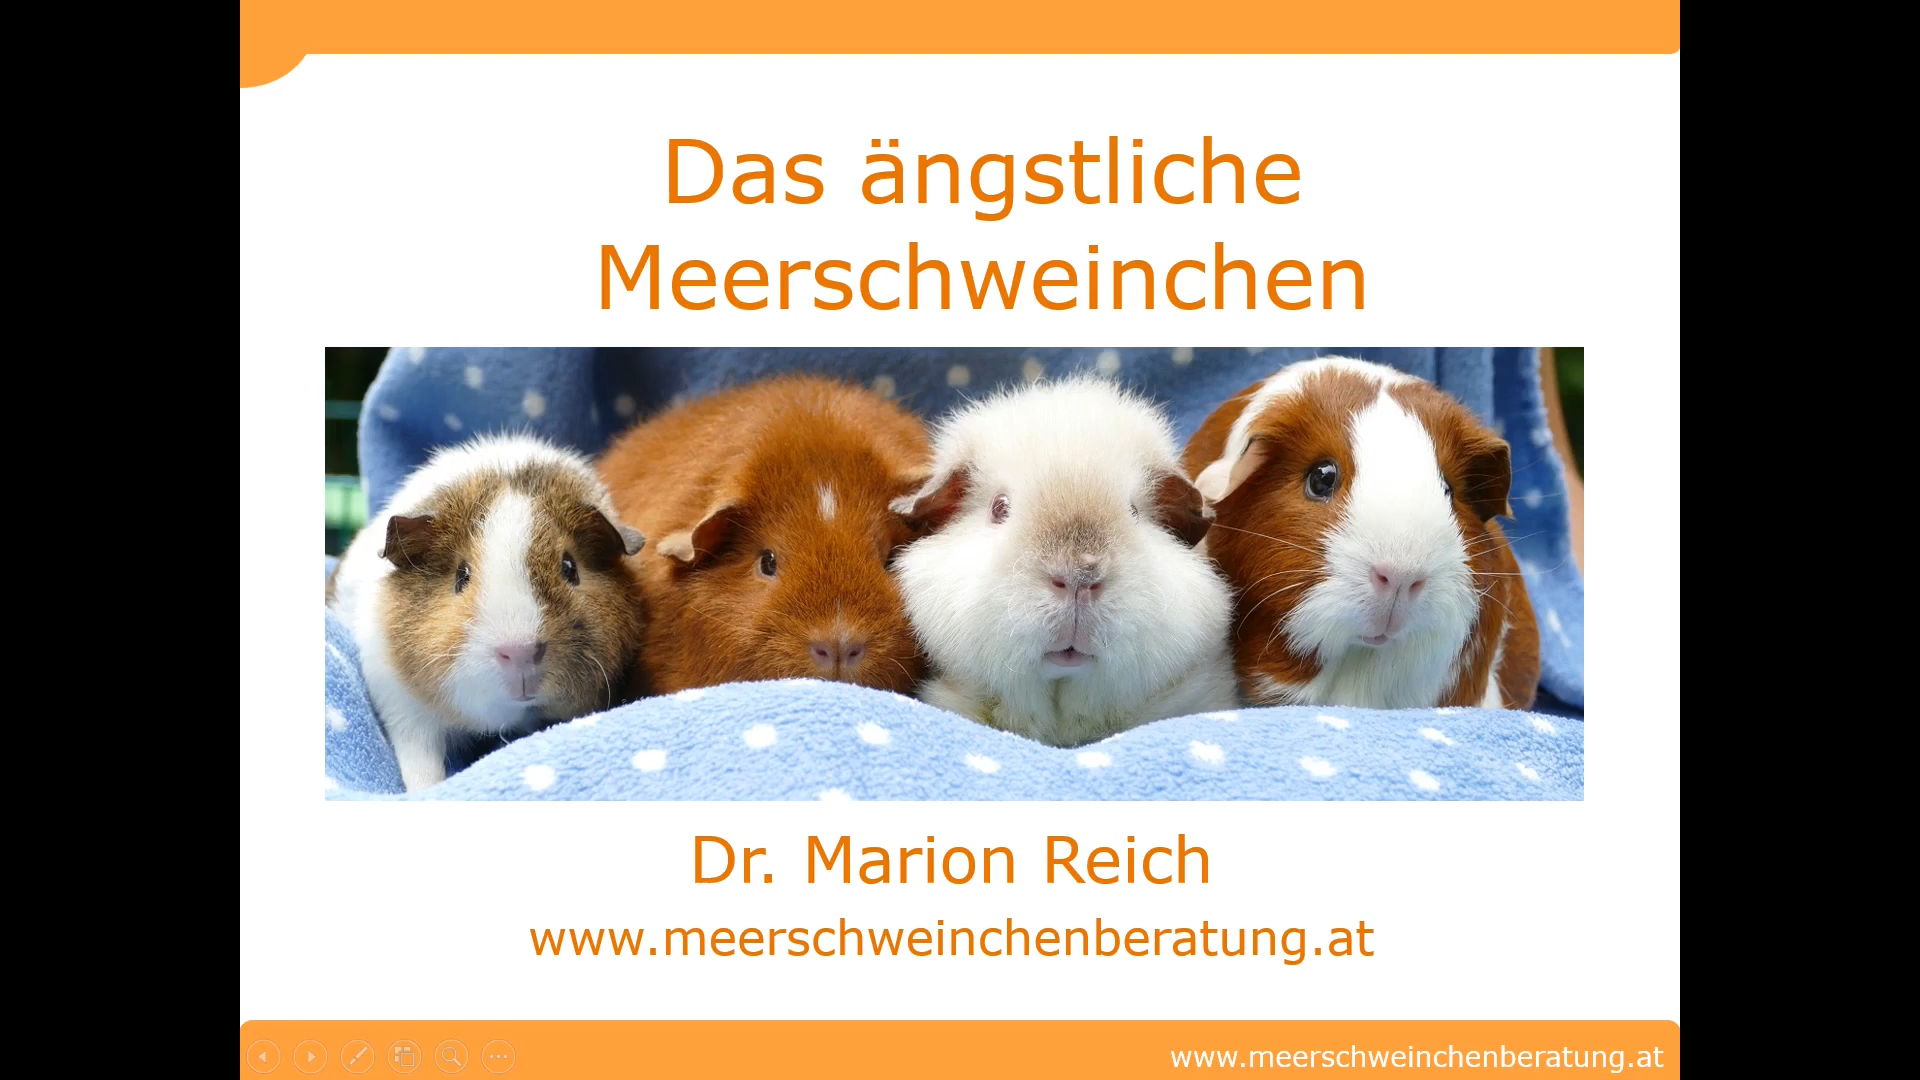 Das ängstliche
Meerschweinchen
Dr. Marion Reich
www.meerschweinchenberatung.at
www.meerschweinchenberatung.at